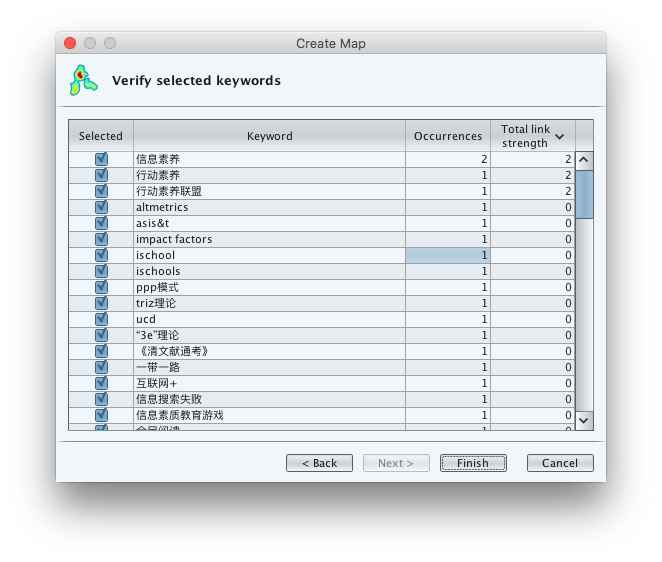 Create Map
Verify selected keywords
Selected Keyword Occurrences Total link strength
信息素养 2 2
行动素养 1 2
行动素养联盟 1 2
altmetrics 1 0
asis&t 1 0
impact factors 1 0
ischool 1 0
ischools 1 0
ppp模式 1 0
triz理论 1 0
ucd 1 0
“3e”理论 1 0
《清文献通考》 1 0
一带一路 1 0
互联网+ 1 0
信息搜索失败 1 0
信息素质教育游戏 1 0
< Back Next > Finish Cancel